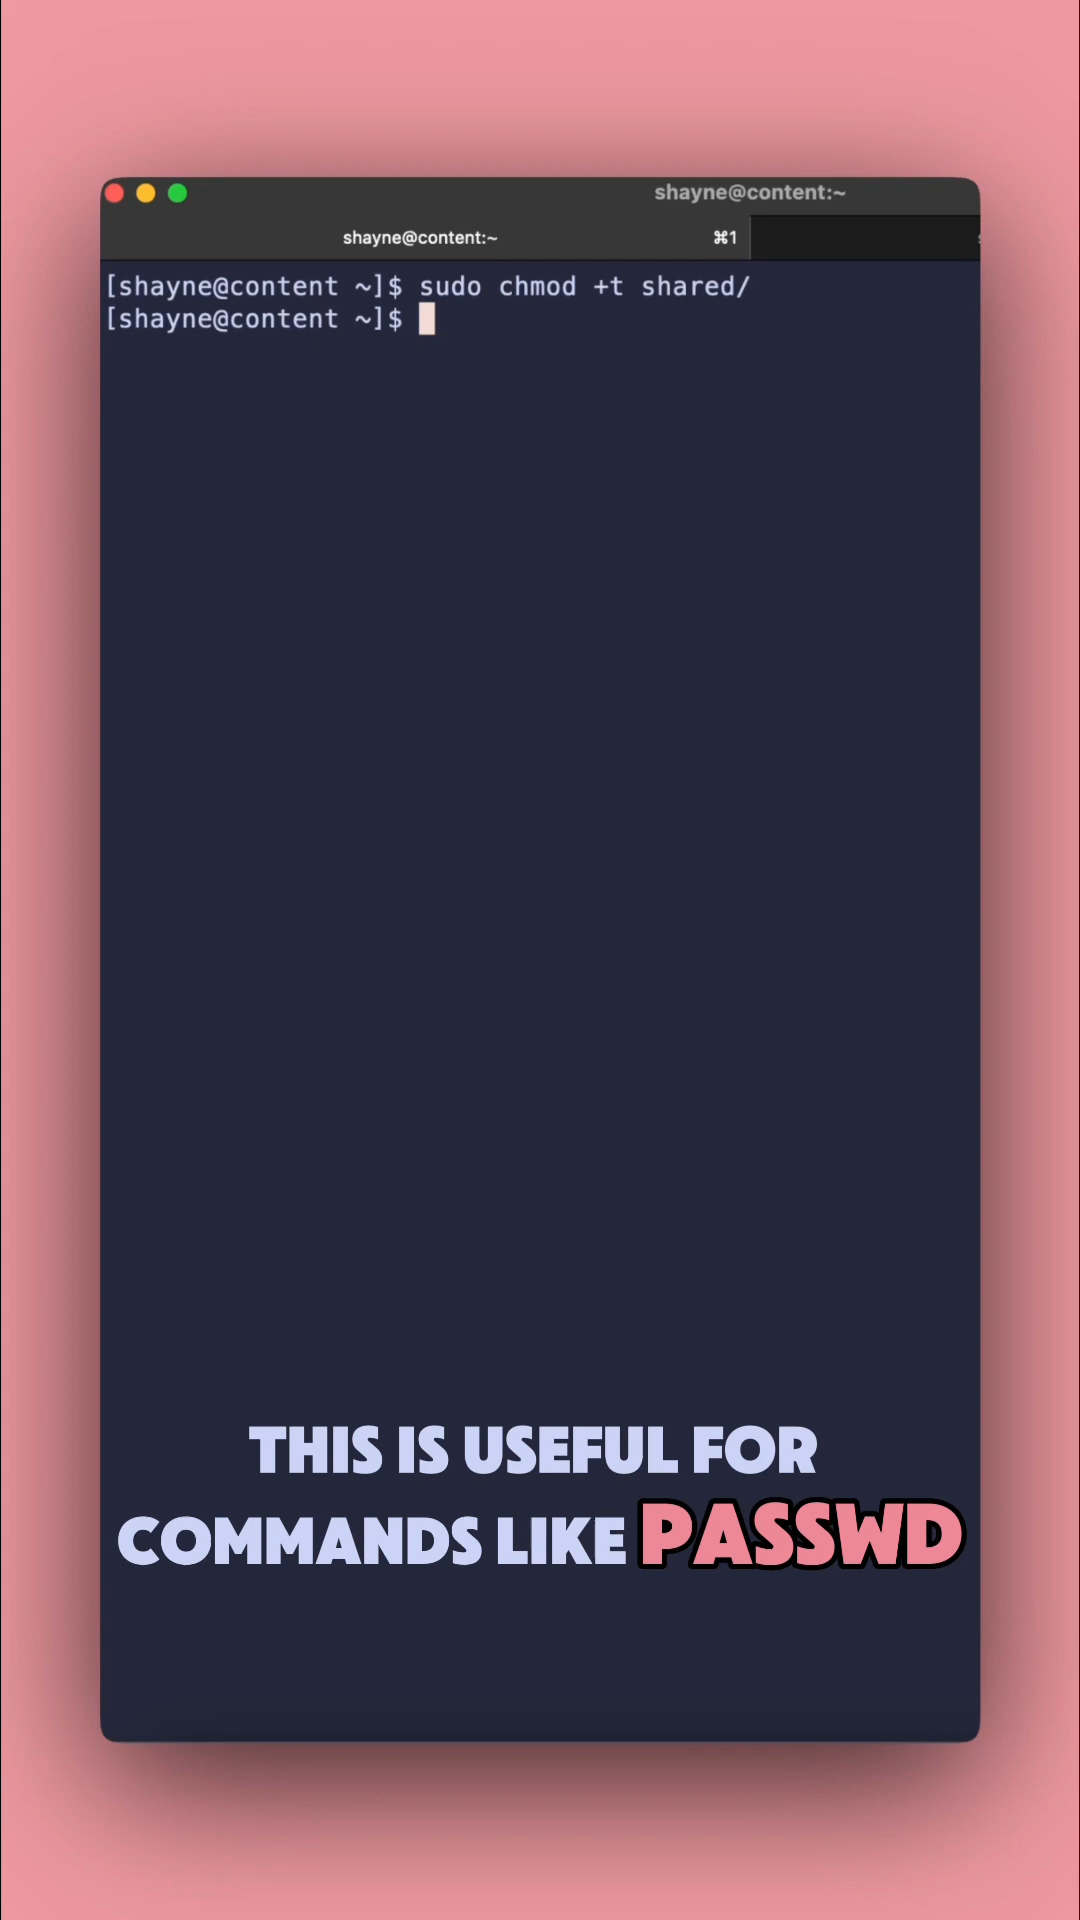 shayne@content:~
shayne@content:~ ⌘1
[shayne@content ~]$ sudo chmod +t shared/
[shayne@content ~]$
THIS IS USEFUL FOR
COMMANDS LIKE PASSWD